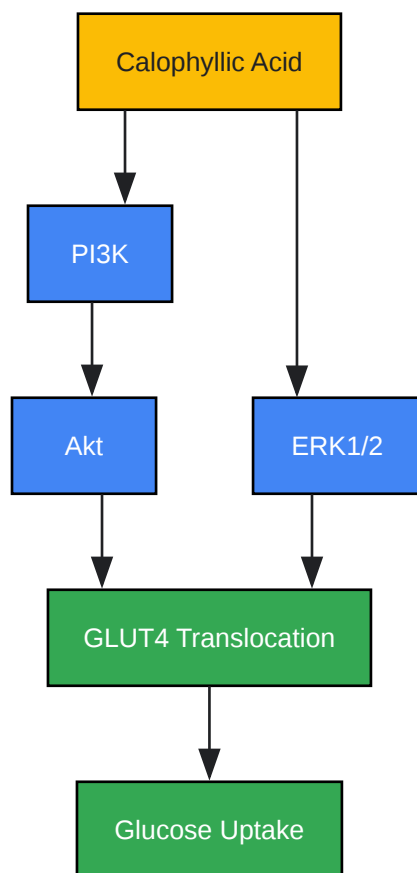 Calophyllic Acid
PI3K
Akt
ERK1/2
GLUT4 Translocation
Glucose Uptake